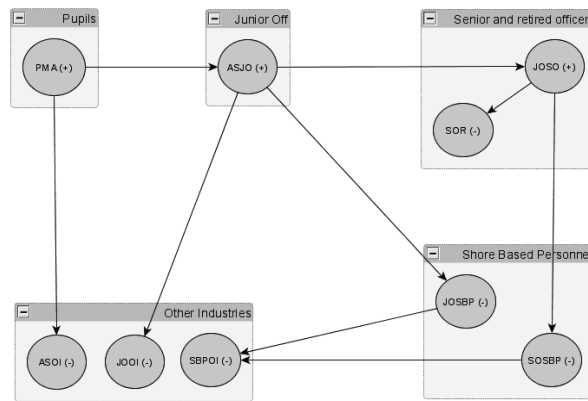 Pupils
Junior Off
Senior and retired officer
PMA (+)
ASJO (+)
JOSO (+)
SOR (-)
Shore Based Personne
JOSBP (-)
Other Industries
ASOI (-)
JOOI (-)
SBPOI (-)
SOSBP (-)